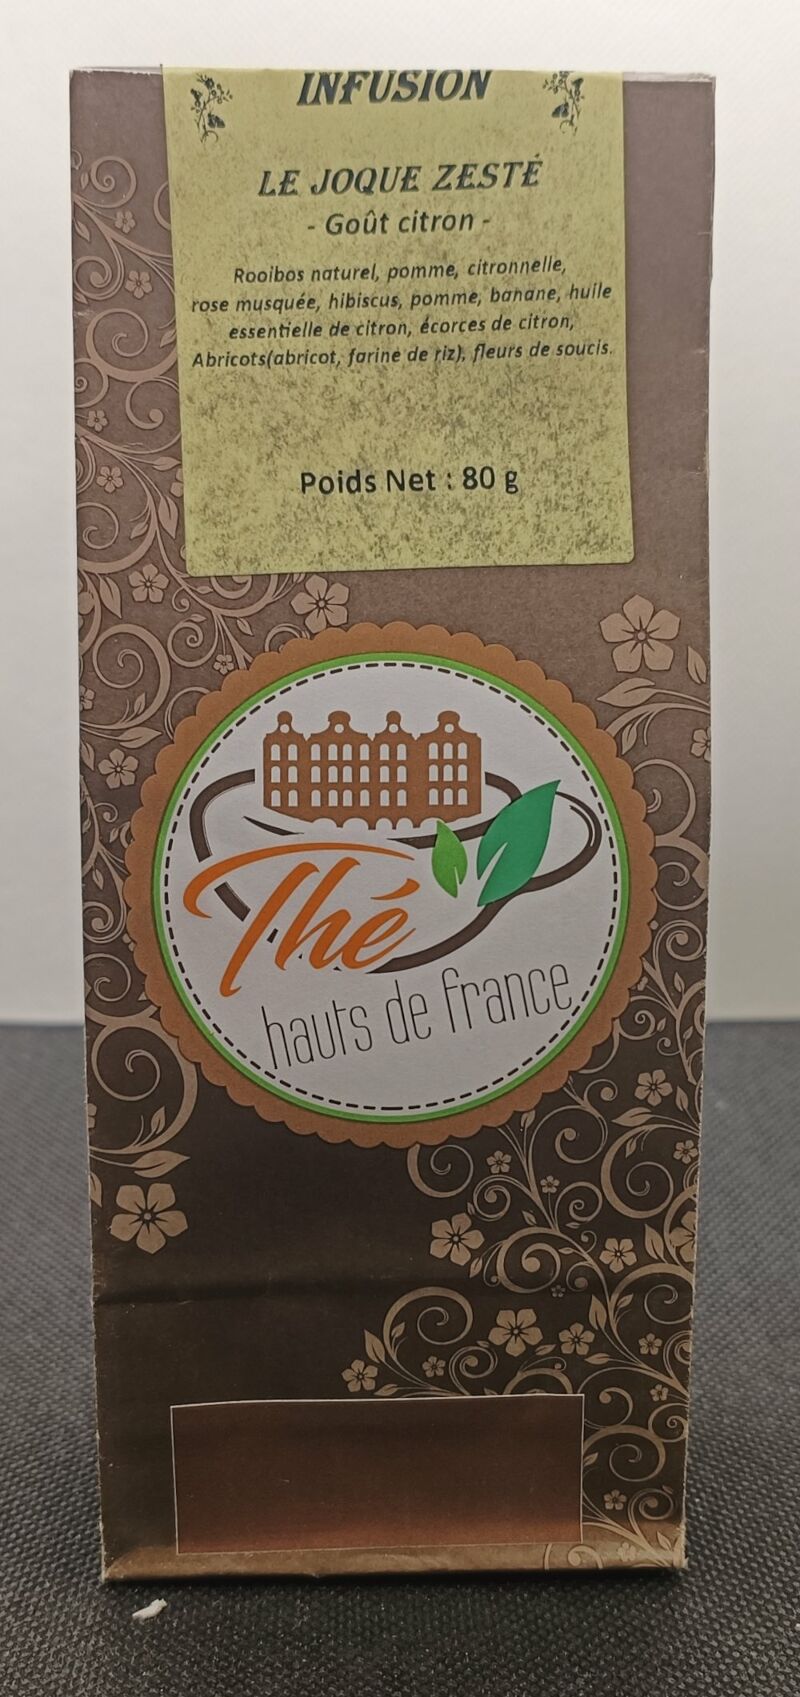 INFUSION
LE JOQUE ZESTÉ
- Goût citron -
Rooibos naturel, pomme, citronnelle,
rose musquée, hibiscus, pomme, banane, huile
essentielle de citron, écorces de citron,
Abricots(abricot, farine de riz), fleurs de soucis.
Poids Net : 80 g
Thé
hauts de france